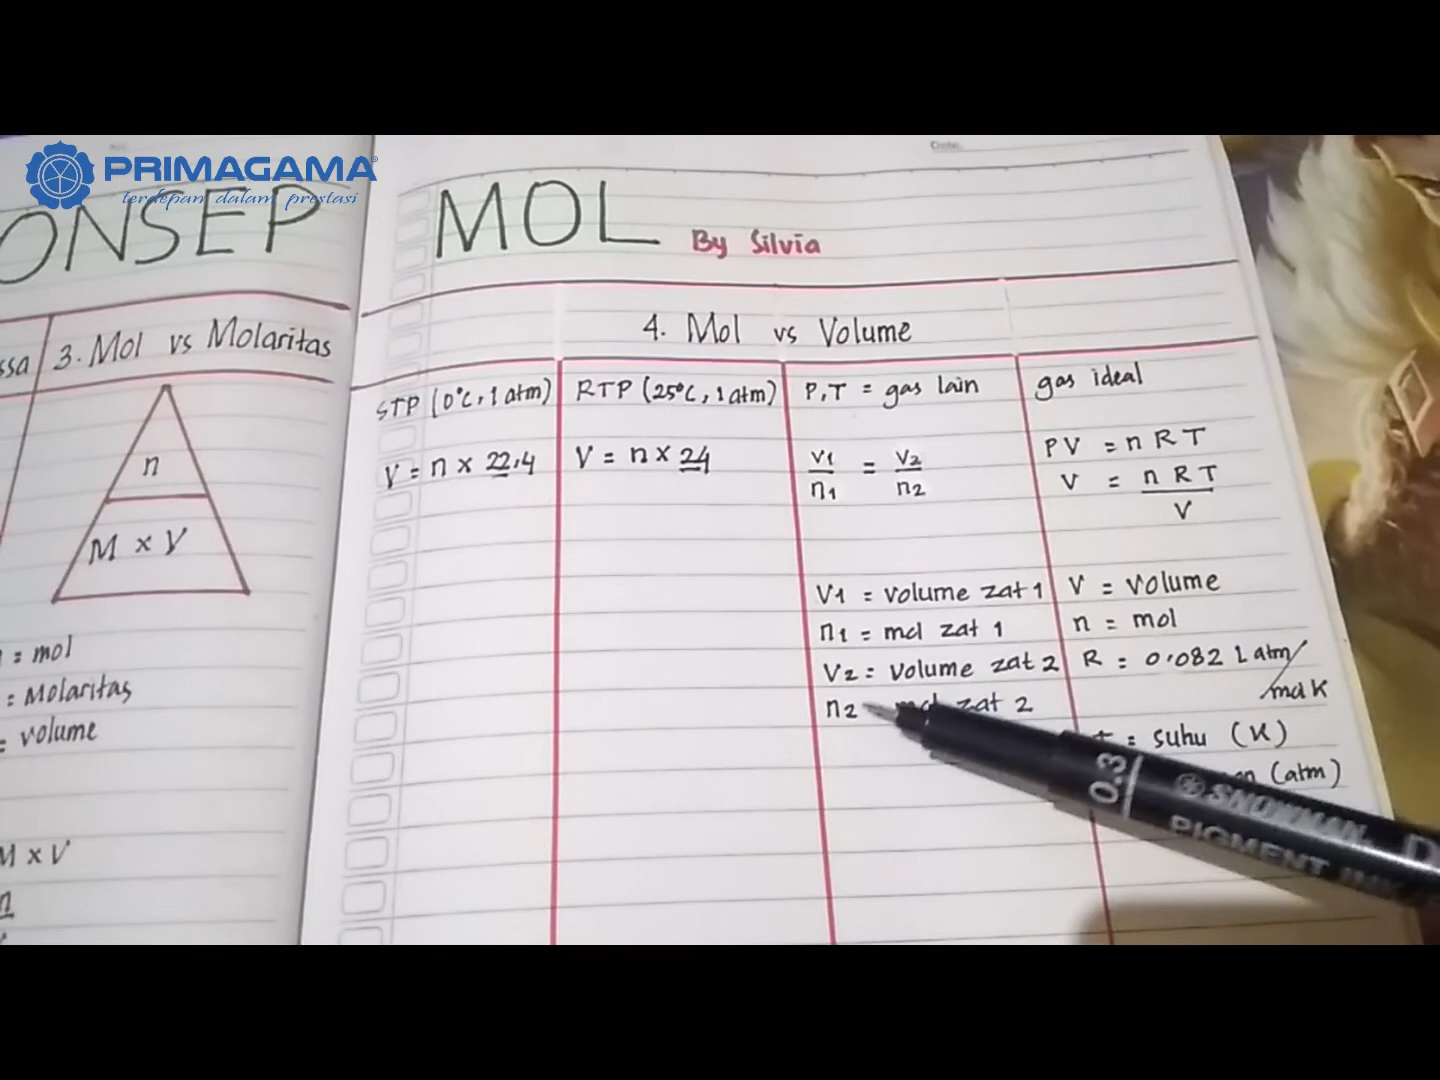 PRIMAGAMA
terdepan dalam prestasi
ONSEP MOL By Silvia
ssa 3. Mol vs Molaritas
n
M x V
= mol
= Molaritas
= volume
M x V
n
4. Mol vs Volume
STP (0°C, 1 atm)
V = n x 22,4
RTP (25°C, 1 atm)
V = n x 24
P,T = gas lain
V1 = V2
n1 n2
V1 = volume zat 1
n1 = mol zat 1
V2 = volume zat 2
n2 mol zat 2
gas ideal
PV = n R T
V = n R T
V
V = volume
n = mol
R = 0.082 L atm/
mol K
= suhu (K)
(atm)
0.3 SNOWMAN
PIGMENT INK